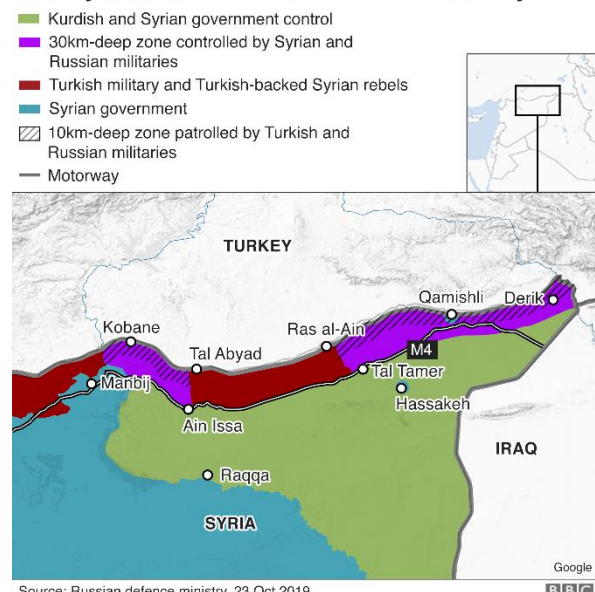 Kurdish and Syrian government control
30km-deep zone controlled by Syrian and
Russian militaries
Turkish military and Turkish-backed Syrian rebels
Syrian government
10km-deep zone patrolled by Turkish and
Russian militaries
Motorway
TURKEY
Qamishli
Derik
Kobane
Ras al-Ain
Tal Abyad
M4
Manbij
Tal Tamer
Hassakeh
Ain Issa
IRAQ
Raqqa
SYRIA
Google
Source: Russian defence ministry, 23 Oct 2019
BBC